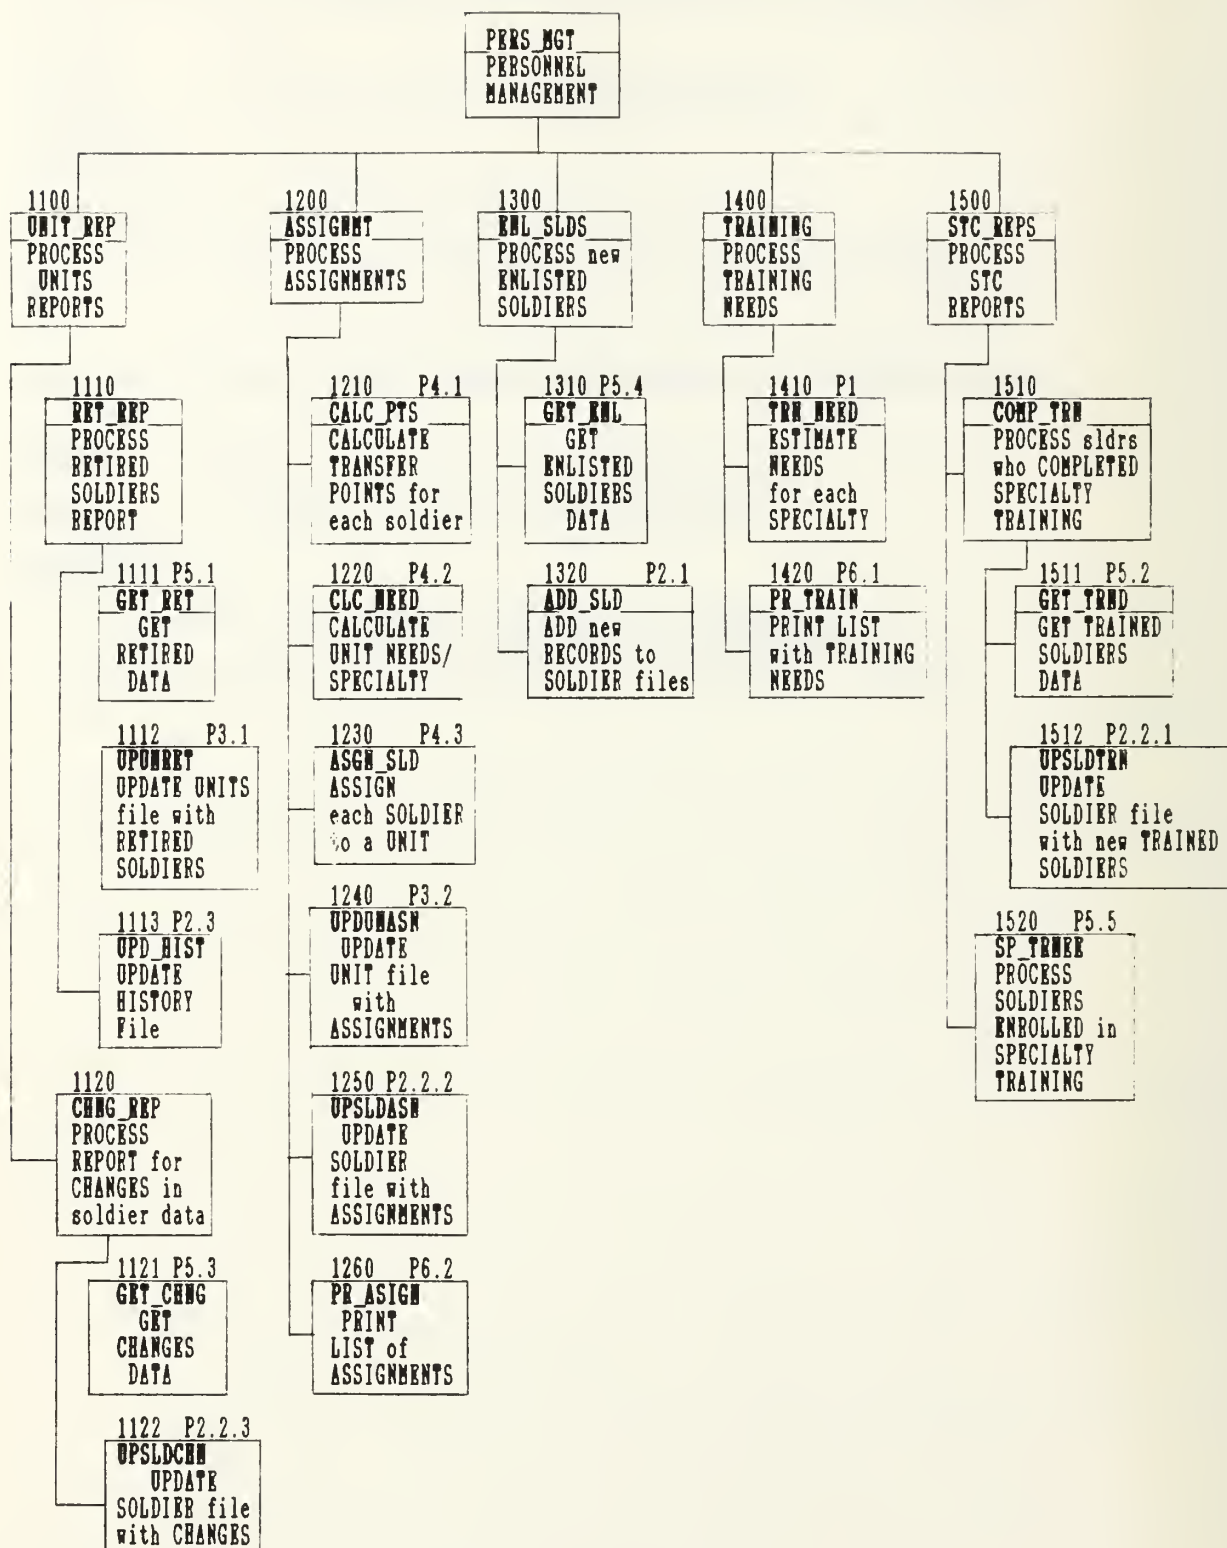 PERS_MGT
PERSONNEL
MANAGEMENT
1100
UNIT_REP
PROCESS
UNITS
REPORTS
1200
ASSIGNMT
PROCESS
ASSIGNMENTS
1300
ENL_SLDS
PROCESS new
ENLISTED
SOLDIERS
1400
TRAINING
PROCESS
TRAINING
NEEDS
1500
STC_REPS
PROCESS
STC
REPORTS
1110
RET_REP
PROCESS
RETIRED
SOLDIERS
REPORT
1111 P5.1
GET_RET
GET
RETIRED
DATA
1112 P3.1
UPUNRET
UPDATE UNITS
file with
RETIRED
SOLDIERS
1113 P2.3
UPD_HIST
UPDATE
HISTORY
File
1120
CHNG_REP
PROCESS
REPORT for
CHANGES in
soldier data
1121 P5.3
GET_CHNG
GET
CHANGES
DATA
1122 P2.2.3
UPSLDCHN
UPDATE
SOLDIER file
with CHANGES
1210 P4.1
CALC_PTS
CALCULATE
TRANSFER
POINTS for
each soldier
1220 P4.2
CLC_NEED
CALCULATE
UNIT NEEDS/
SPECIALTY
1230 P4.3
ASGN_SLD
ASSIGN
each SOLDIER
to a UNIT
1240 P3.2
UPDUNASN
UPDATE
UNIT file
with
ASSIGNMENTS
1250 P2.2.2
UPSLDASN
UPDATE
SOLDIER
file with
ASSIGNMENTS
1260 P6.2
PR_ASIGN
PRINT
LIST of
ASSIGNMENTS
1310 P5.4
GET_ENL
GET
ENLISTED
SOLDIERS
DATA
1320 P2.1
ADD_SLD
ADD new
RECORDS to
SOLDIER files
1410 P1
TRN_NEED
ESTIMATE
NEEDS
for each
SPECIALTY
1420 P6.1
PR_TRAIN
PRINT LIST
with TRAINING
NEEDS
1510
COMP_TRN
PROCESS sldrs
who COMPLETED
SPECIALTY
TRAINING
1511 P5.2
GET_TRND
GET TRAINED
SOLDIERS
DATA
1512 P2.2.1
UPSLDTRN
UPDATE
SOLDIER file
with new TRAINED
SOLDIERS
1520 P5.5
SP_TRNEE
PROCESS
SOLDIERS
ENROLLED in
SPECIALTY
TRAINING